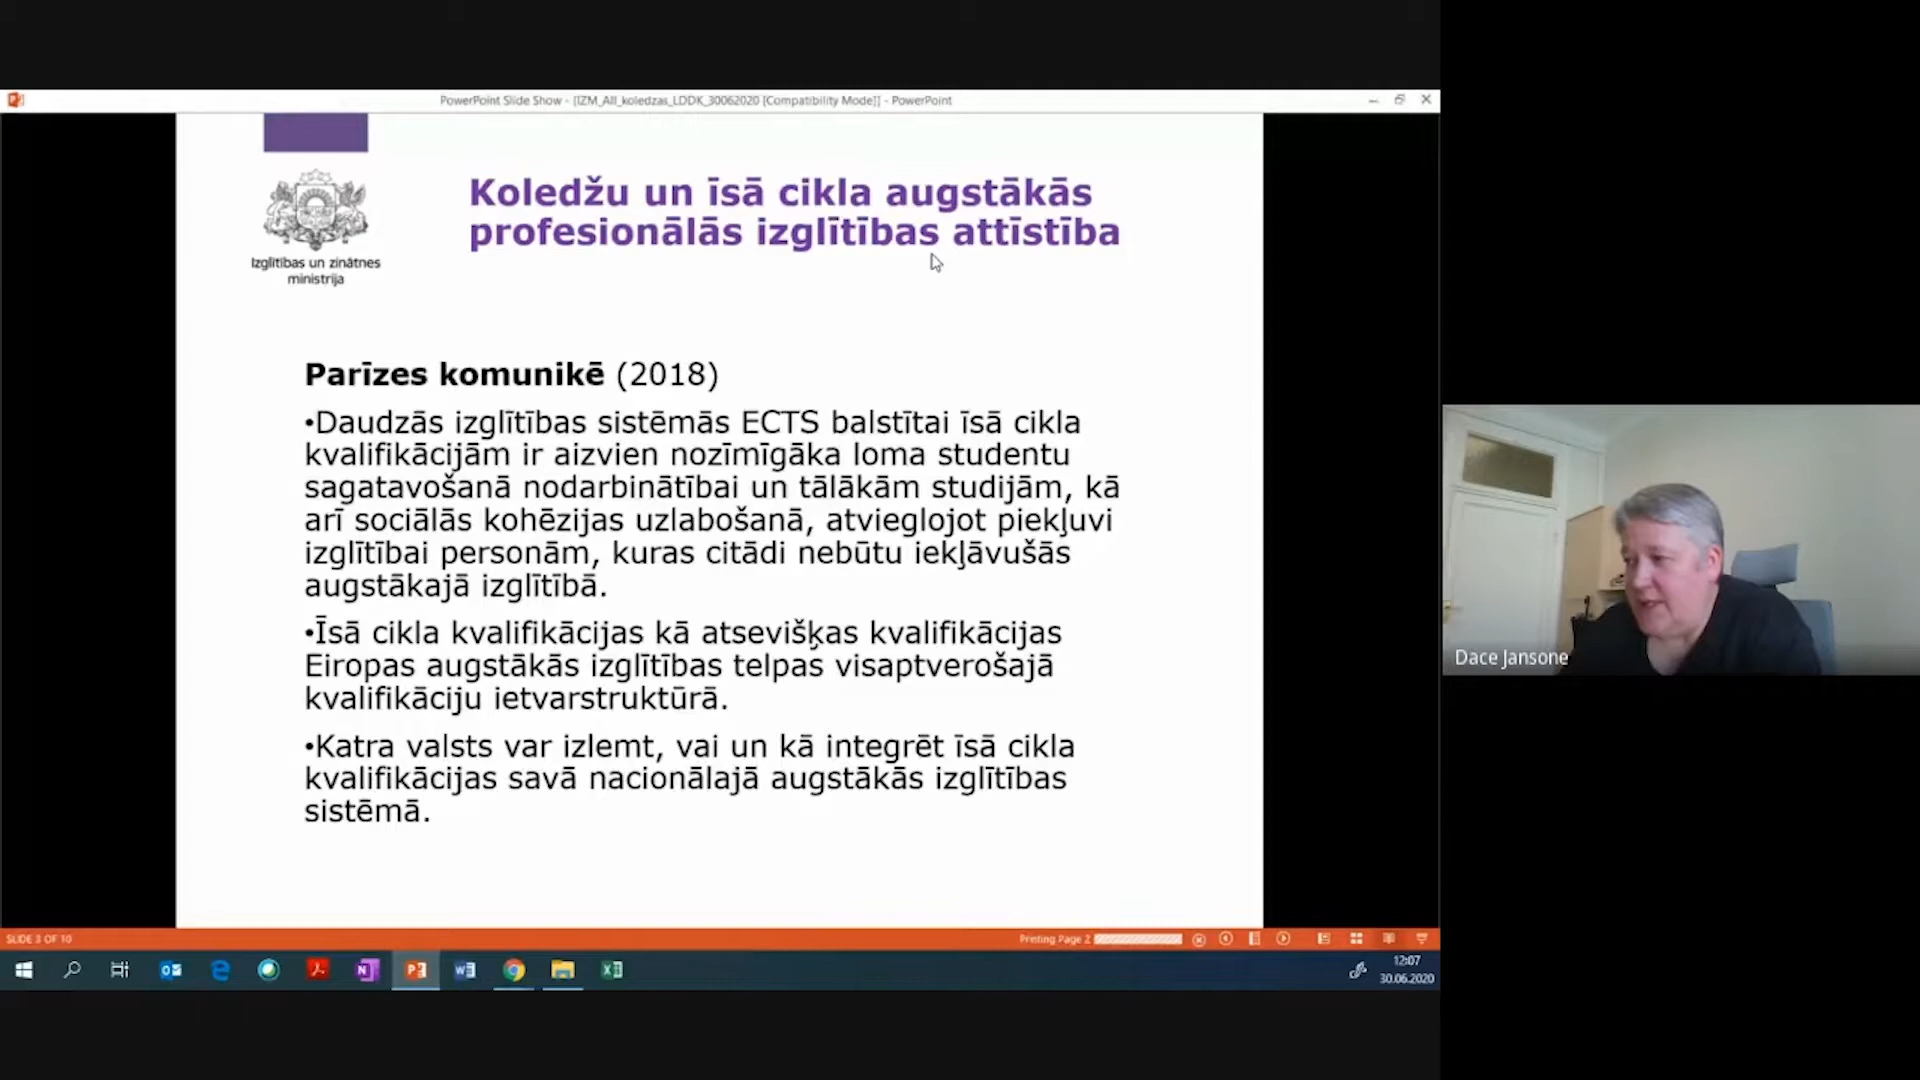 PowerPoint Slide Show - [IZM_AII_koledzas_LDDK_30062020 [Compatibility Mode]] - PowerPoint
Izglītības un zinātnes
ministrija
Koledžu un īsā cikla augstākās
profesionālās izglītības attīstība
Parīzes komunikē (2018)
•Daudzās izglītības sistēmās ECTS balstītai īsā cikla
kvalifikācijām ir aizvien nozīmīgāka loma studentu
sagatavošanā nodarbinātībai un tālākām studijām, kā
arī sociālās kohēzijas uzlabošanā, atvieglojot piekļuvi
izglītībai personām, kuras citādi nebūtu iekļāvušās
augstākajā izglītībā.
•Īsā cikla kvalifikācijas kā atsevišķas kvalifikācijas
Eiropas augstākās izglītības telpas visaptverošajā
kvalifikāciju ietvarstruktūrā.
•Katra valsts var izlemt, vai un kā integrēt īsā cikla
kvalifikācijas savā nacionālajā augstākās izglītības
sistēmā.
Dace Jansone
SLIDE 3 OF 10
Printing Page 2
12:07
30.06.2020